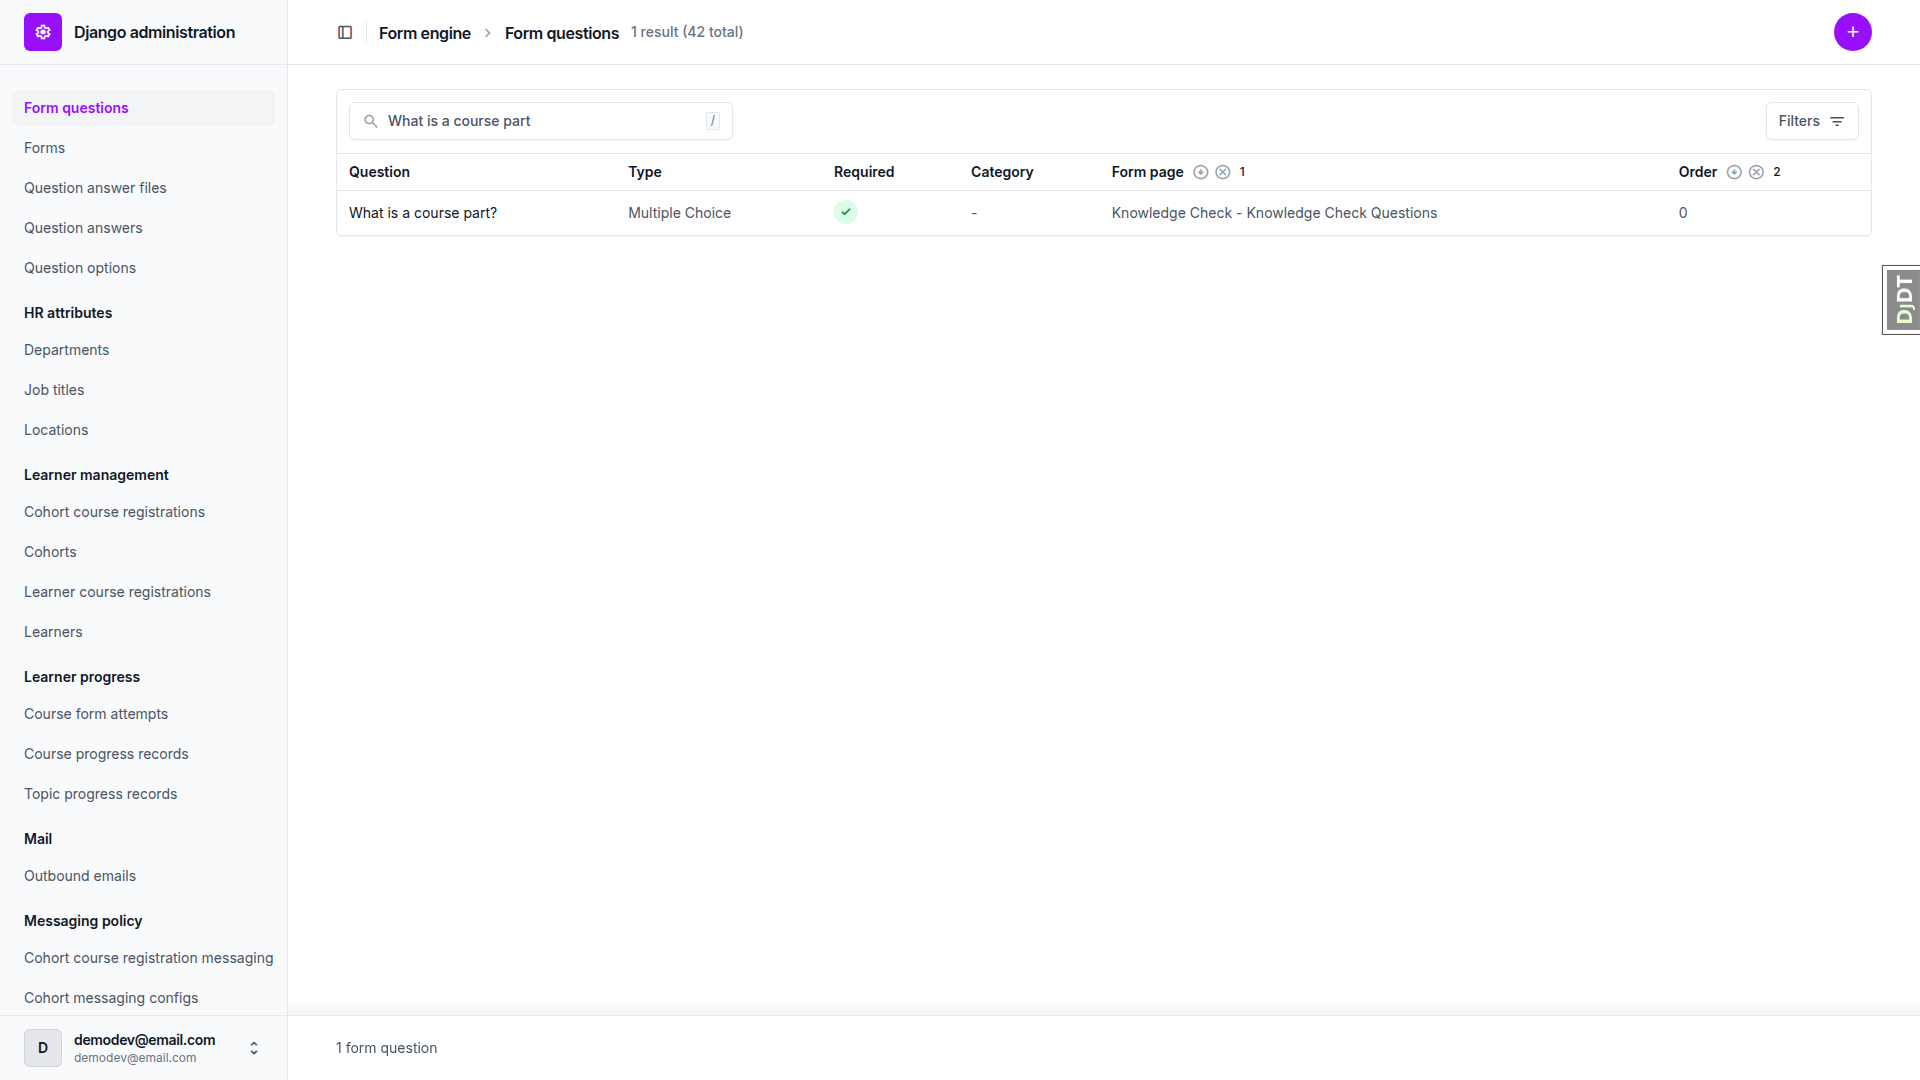 Django administration
Form questions
Forms
Question answer files
Question answers
Question options
HR attributes
Departments
Job titles
Locations
Learner management
Cohort course registrations
Cohorts
Learner course registrations
Learners
Learner progress
Course form attempts
Course progress records
Topic progress records
Mail
Outbound emails
Messaging policy
Cohort course registration messaging
Cohort messaging configs
D
demodev@email.com
demodev@email.com
Form engine > Form questions 1 result (42 total)
+
What is a course part /
Filters
Question Type Required Category Form page 1 Order 2
What is a course part? Multiple Choice - Knowledge Check - Knowledge Check Questions 0
DjDT
1 form question